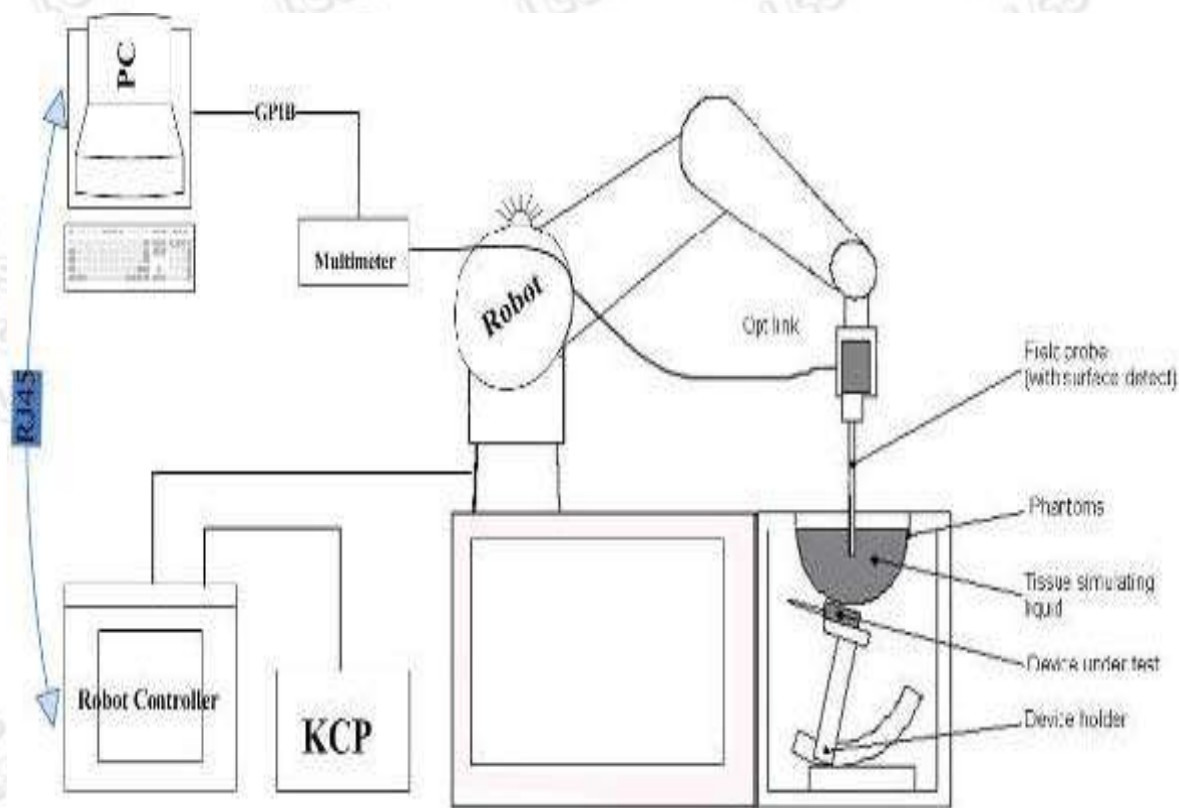 PC
GPIB
Multimeter
Robot
Opt link
Field probe
(with surface detect)
Phantoms
Tissue simulating
liquid
Device under test
Device holder
RJ45
Robot Controller
KCP